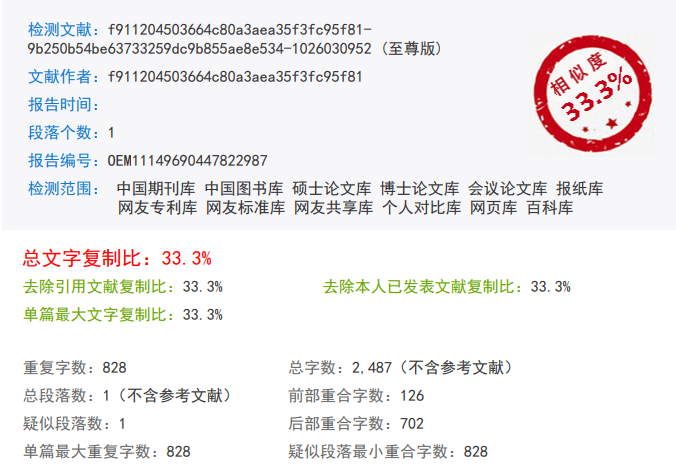 检测文献：f911204503664c80a3aea35f3fc95f81-
9b250b54be63733259dc9b855ae8e534-1026030952（至尊版）
文献作者：f911204503664c80a3aea35f3fc95f81
报告时间：
段落个数：1
报告编号：OEM11149690447822987
检测范围： 中国期刊库 中国图书库 硕士论文库 博士论文库 会议论文库 报纸库
网友专利库 网友标准库 网友共享库 个人对比库 网页库 百科库
相似度
33.3%
总文字复制比：33.3%
去除引用文献复制比：33.3% 去除本人已发表文献复制比：33.3%
单篇最大文字复制比：33.3%
重复字数：828 总字数：2,487（不含参考文献）
总段落数：1（不含参考文献） 前部重合字数：126
疑似段落数：1 后部重合字数：702
单篇最大重复字数：828 疑似段落最小重合字数：828